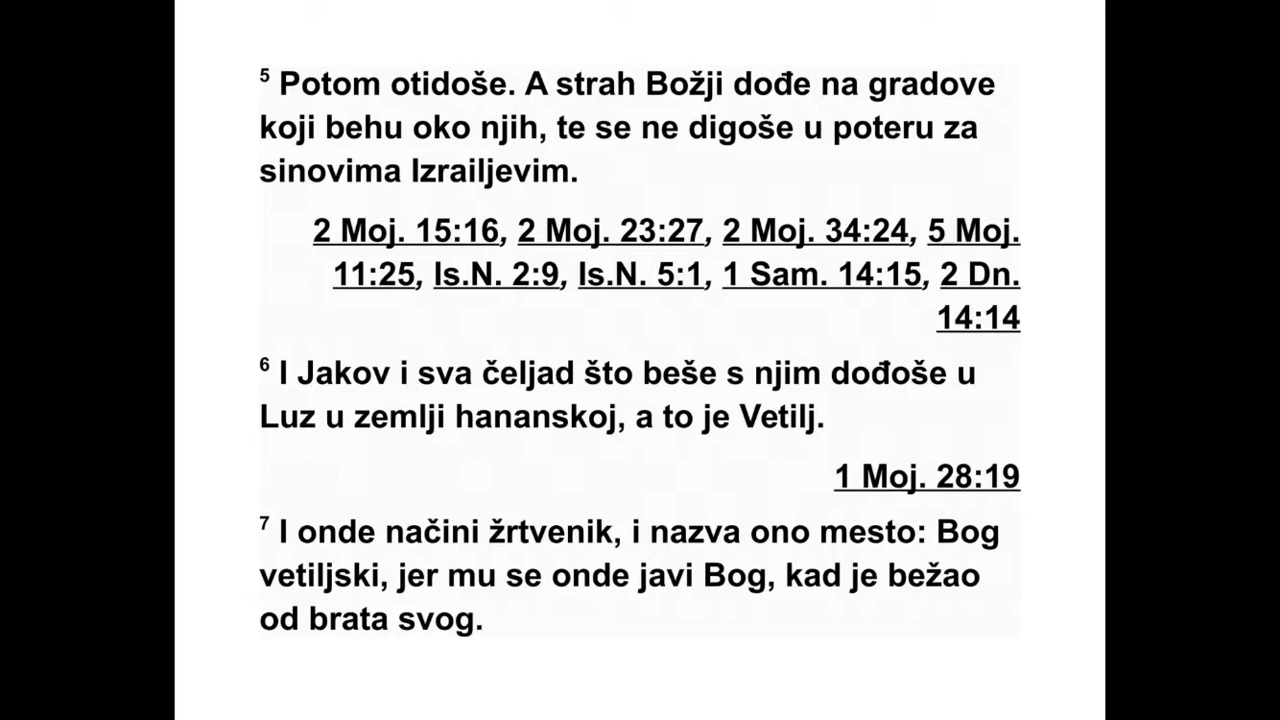 5 Potom otidoše. A strah Božji dođe na gradove
koji behu oko njih, te se ne digoše u poteru za
sinovima Izrailjevim.
2 Moj. 15:16, 2 Moj. 23:27, 2 Moj. 34:24, 5 Moj.
11:25, Is.N. 2:9, Is.N. 5:1, 1 Sam. 14:15, 2 Dn.
14:14
6 I Jakov i sva čeljad što beše s njim dođoše u
Luz u zemlji hananskoj, a to je Vetilj.
1 Moj. 28:19
7 I onde načini žrtvenik, i nazva ono mesto: Bog
vetiljski, jer mu se onde javi Bog, kad je bežao
od brata svog.